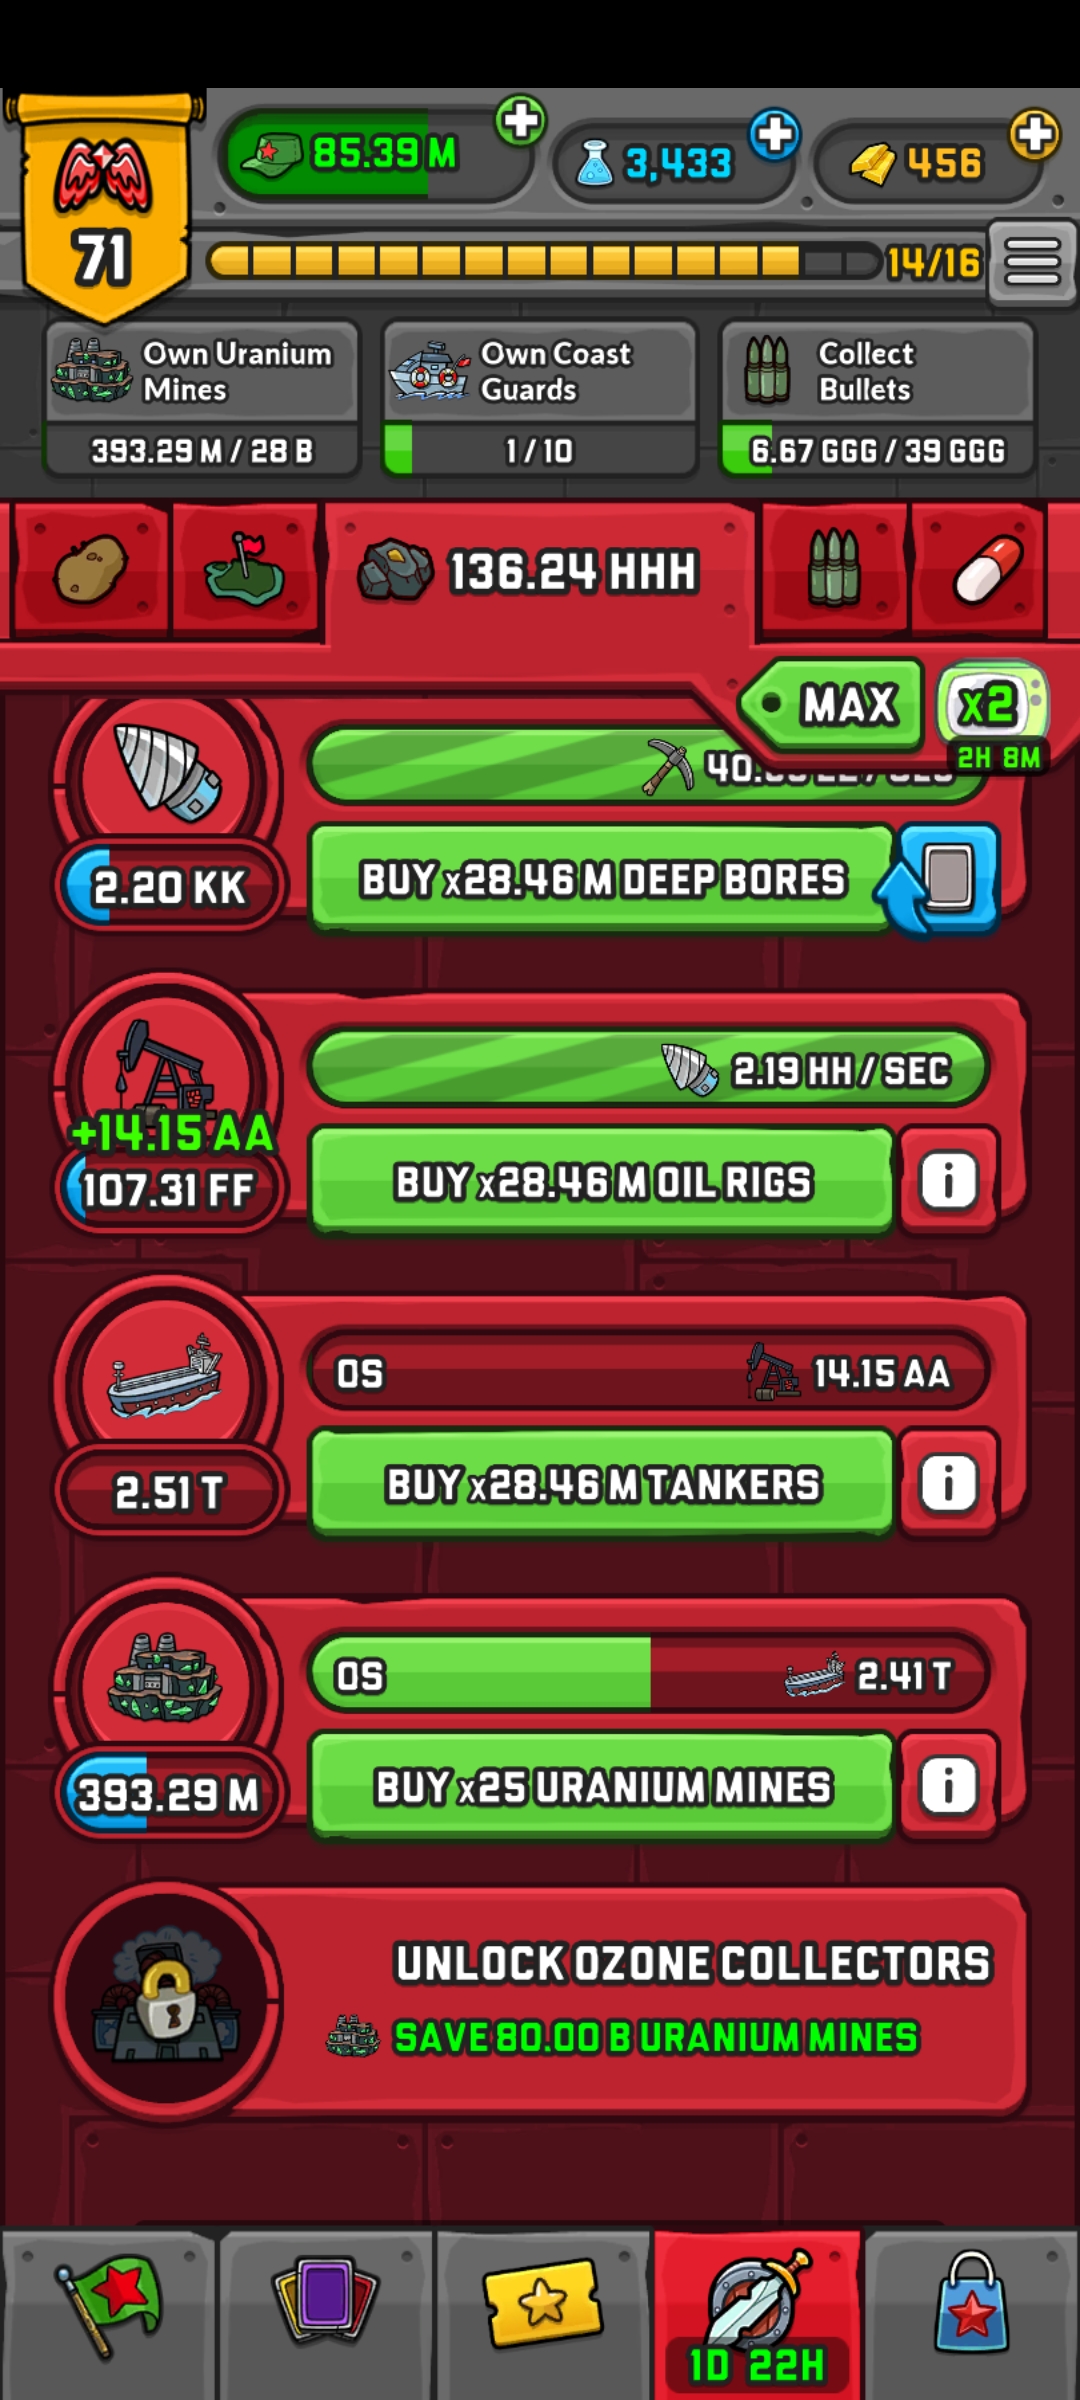 71
85.39 M
3,433
456
14/16
Own Uranium Mines
393.29 M / 28 B
Own Coast Guards
1 / 10
Collect Bullets
6.67 GGG / 39 GGG
136.24 HHH
MAX
x2
2H 8M
2.20 KK
BUY x28.46 M DEEP BORES
2.19 HH / SEC
+14.15 AA
107.31 FF
BUY x28.46 M OIL RIGS
i
0S
14.15 AA
2.51 T
BUY x28.46 M TANKERS
i
0S
2.41 T
393.29 M
BUY x25 URANIUM MINES
i
UNLOCK OZONE COLLECTORS
SAVE 80.00 B URANIUM MINES
1D 22H